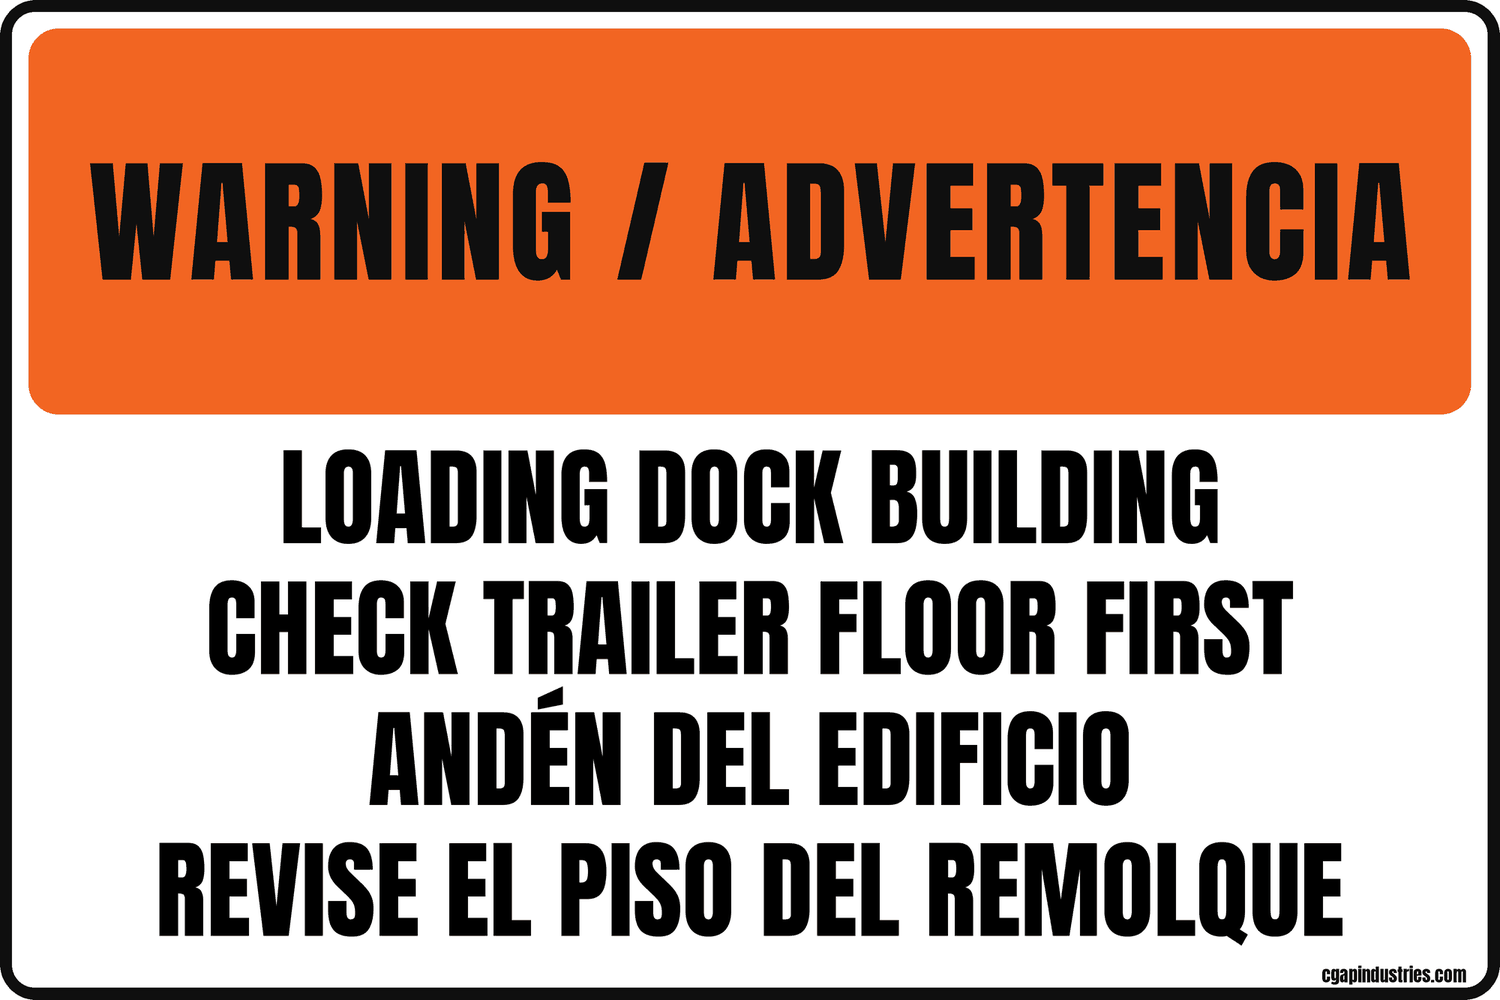 WARNING / ADVERTENCIA
LOADING DOCK BUILDING
CHECK TRAILER FLOOR FIRST
ANDÉN DEL EDIFICIO
REVISE EL PISO DEL REMOLQUE
cgapindustries.com